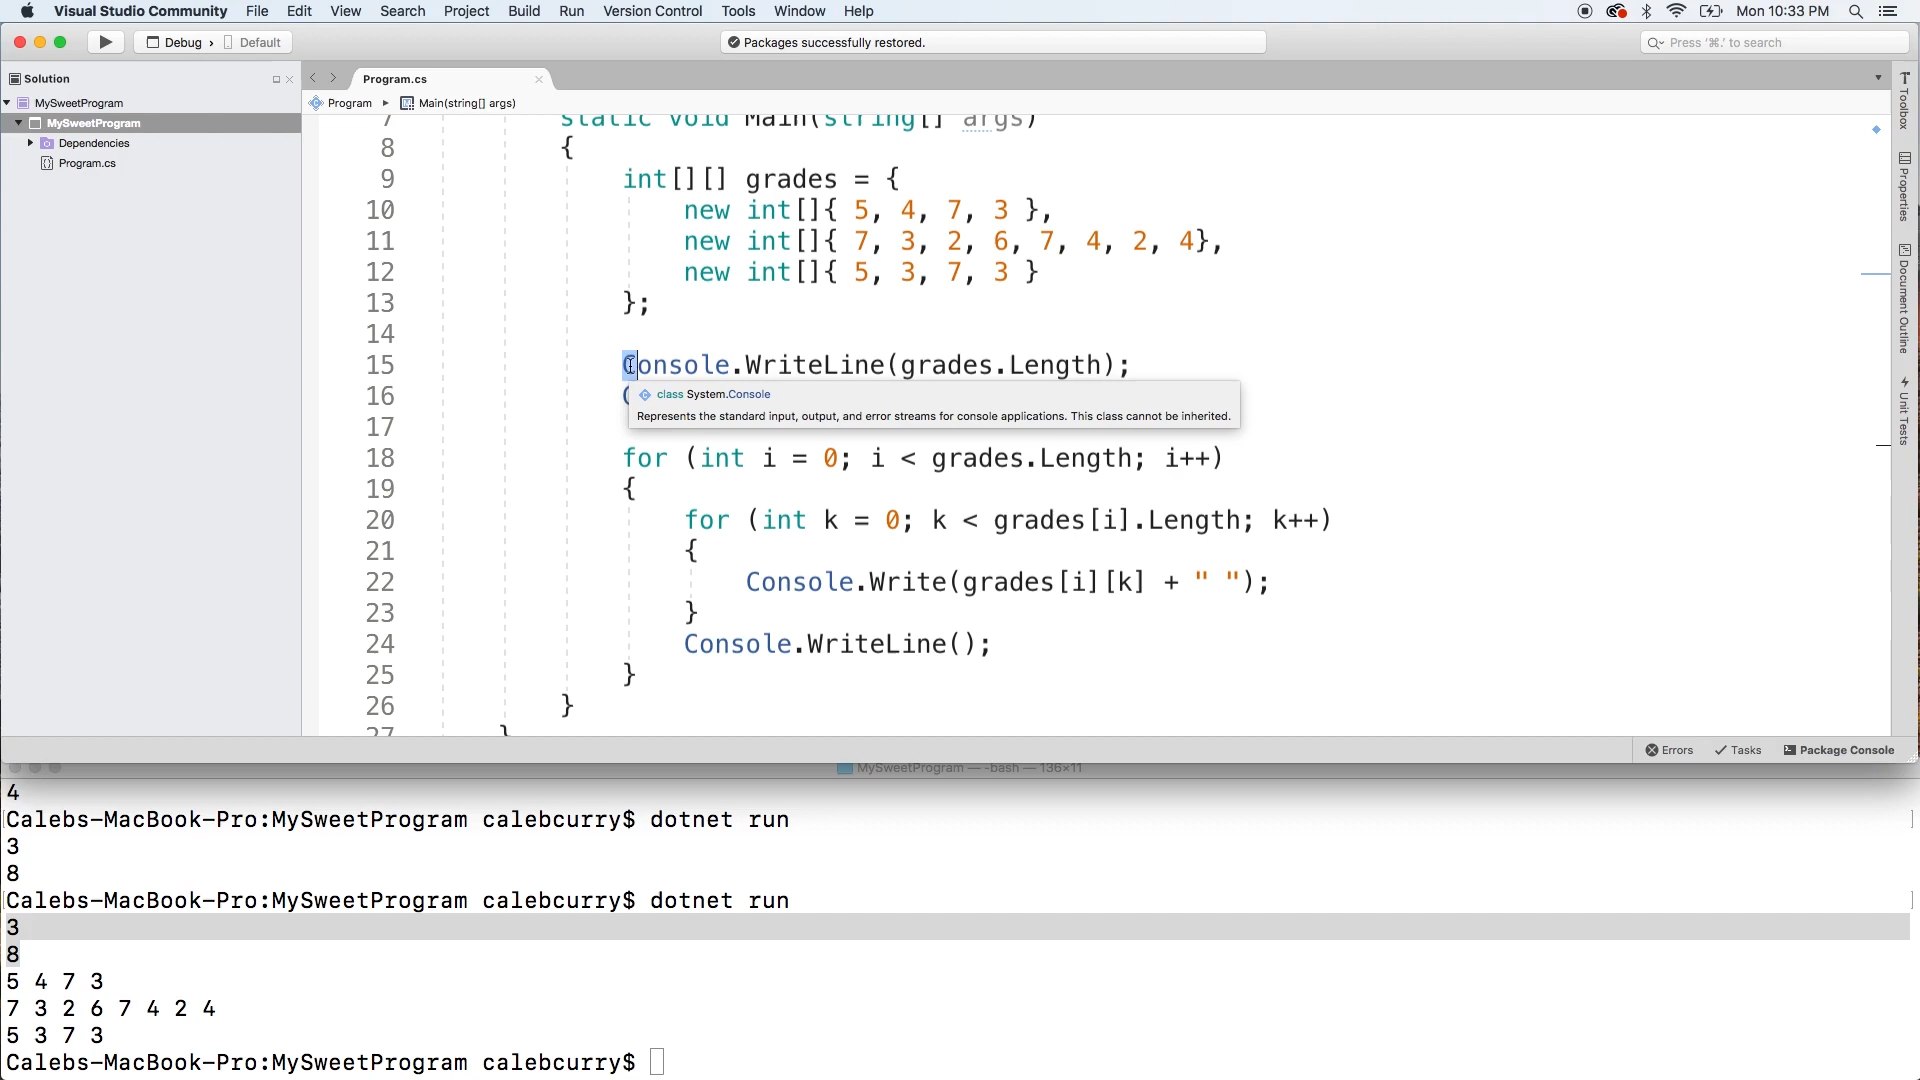 Visual Studio Community File Edit View Search Project Build Run Version Control Tools Window Help Mon 10:33 PM
Debug › Default Packages successfully restored. Press ‘⌘.’ to search
Solution
MySweetProgram
MySweetProgram
Dependencies
Program.cs
Program.cs
Program ▸ Main(string[] args)
7 static void Main(string[] args)
8 {
9 int[][] grades = {
10 new int[]{ 5, 4, 7, 3 },
11 new int[]{ 7, 3, 2, 6, 7, 4, 2, 4},
12 new int[]{ 5, 3, 7, 3 }
13 };
14
15 Console.WriteLine(grades.Length);
16
class System.Console
Represents the standard input, output, and error streams for console applications. This class cannot be inherited.
17
18 for (int i = 0; i < grades.Length; i++)
19 {
20 for (int k = 0; k < grades[i].Length; k++)
21 {
22 Console.Write(grades[i][k] + " ");
23 }
24 Console.WriteLine();
25 }
26 }
27 }
Toolbox
Properties
Document Outline
Unit Tests
Errors Tasks Package Console
MySweetProgram — -bash — 136×11
4
Calebs-MacBook-Pro:MySweetProgram calebcurry$ dotnet run
3
8
Calebs-MacBook-Pro:MySweetProgram calebcurry$ dotnet run
3
8
5 4 7 3
7 3 2 6 7 4 2 4
5 3 7 3
Calebs-MacBook-Pro:MySweetProgram calebcurry$